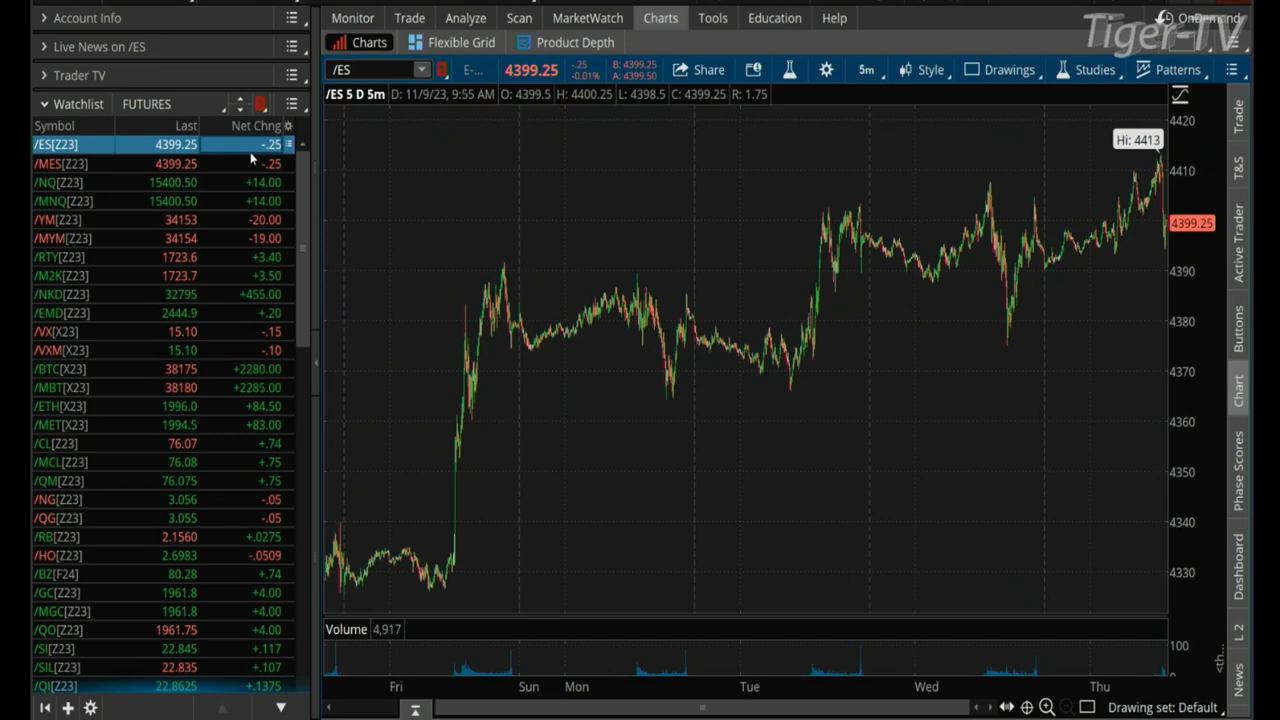 Account Info
Live News on /ES
Trader TV
Watchlist FUTURES
Symbol Last Net Chng
/ES[Z23] 4399.25 -.25
/MES[Z23] 4399.25 -.25
/NQ[Z23] 15400.50 +14.00
/MNQ[Z23] 15400.50 +14.00
/YM[Z23] 34153 -20.00
/MYM[Z23] 34154 -19.00
/RTY[Z23] 1723.6 +3.40
/M2K[Z23] 1723.7 +3.50
/NKD[Z23] 32795 +455.00
/EMD[Z23] 2444.9 +.20
/VX[X23] 15.10 -.15
/VXM[X23] 15.10 -.10
/BTC[X23] 38175 +2280.00
/MBT[X23] 38180 +2285.00
/ETH[X23] 1996.0 +84.50
/MET[X23] 1994.5 +83.00
/CL[Z23] 76.07 +.74
/MCL[Z23] 76.08 +.75
/QM[Z23] 76.075 +.75
/NG[Z23] 3.056 -.05
/QG[Z23] 3.055 -.05
/RB[Z23] 2.1560 +.0275
/HO[Z23] 2.6983 -.0509
/BZ[F24] 80.28 +.74
/GC[Z23] 1961.8 +4.00
/MGC[Z23] 1961.8 +4.00
/QO[Z23] 1961.75 +4.00
/SI[Z23] 22.845 +.117
/SIL[Z23] 22.835 +.107
/QI[Z23] 22.8625 +.1375
Monitor Trade Analyze Scan MarketWatch Charts Tools Education Help
OnDemand
Tiger-TV
Charts Flexible Grid Product Depth
/ES E-... 4399.25 -.25 -0.01% B: 4399.25 A: 4399.50 Share 5m Style Drawings Studies Patterns
/ES 5 D 5m D: 11/9/23, 9:55 AM O: 4399.5 H: 4400.25 L: 4398.5 C: 4399.25 R: 1.75
Hi: 4413
4420
4410
4399.25
4390
4380
4370
4360
4350
4340
4330
Volume 4,917
100
0
<th
Fri Sun Mon Tue Wed Thu
Drawing set: Default
Trade
T&S
Active Trader
Buttons
Chart
Phase Scores
Dashboard
L 2
News